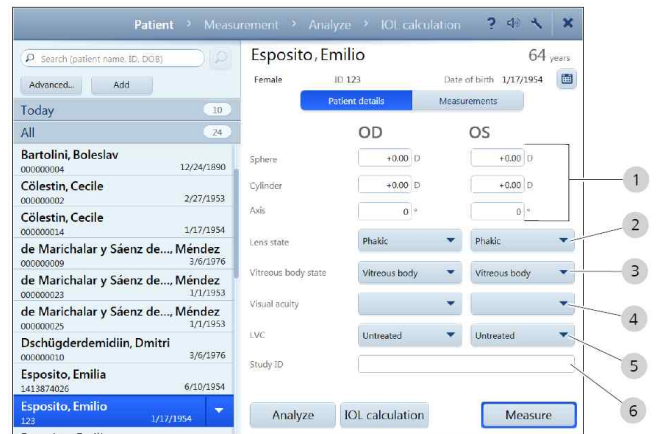 Patient > Measurement > Analyze > IOL calculation ?
Search (patient name, ID, DOB)
Advanced... Add
Today 10
All 24
Bartolini, Boleslav
000000004 12/24/1890
Cölestin, Cecile
000000002 2/27/1953
Cölestin, Cecile
000000014 1/17/1954
de Marichalar y Sáenz de..., Méndez
000000009 3/6/1976
de Marichalar y Sáenz de..., Méndez
000000023 1/1/1953
de Marichalar y Sáenz de..., Méndez
000000025 1/1/1953
Dschügderdemidiin, Dmitri
000000010 3/6/1976
Esposito, Emilia
1413874026 6/10/1954
Esposito, Emilio
123 1/17/1954
Esposito, Emilio 64 years
Female ID 123 Date of birth 1/17/1954
Patient details Measurements
OD OS
Sphere +0.00 D +0.00 D
Cylinder +0.00 D +0.00 D
Axis 0 ° 0 °
Lens state Phakic Phakic
Vitreous body state Vitreous body Vitreous body
Visual acuity
LVC Untreated Untreated
Study ID
Analyze IOL calculation Measure
1
2
3
4
5
6